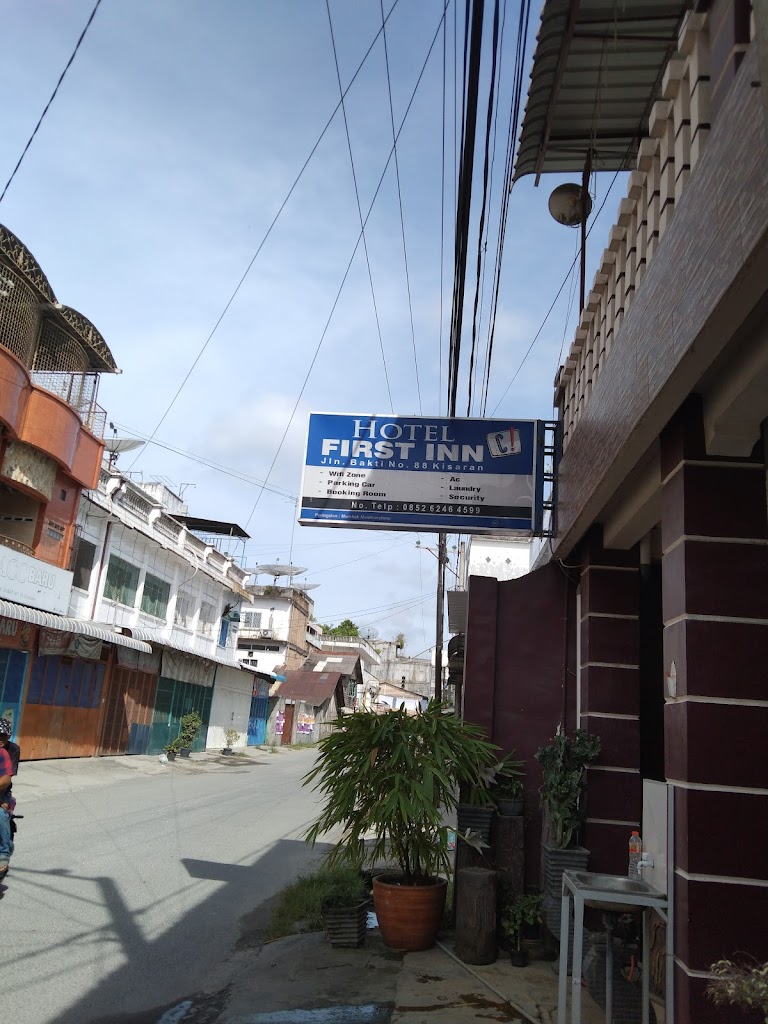 HOTEL
FIRST INN
C!
Jln. Bakti No. 88 Kisaran
- Wifi Zone
- Parking Car
- Booking Room
- Ac
- Laundry
- Security
No. Telp : 0852 6246 4599
BARU